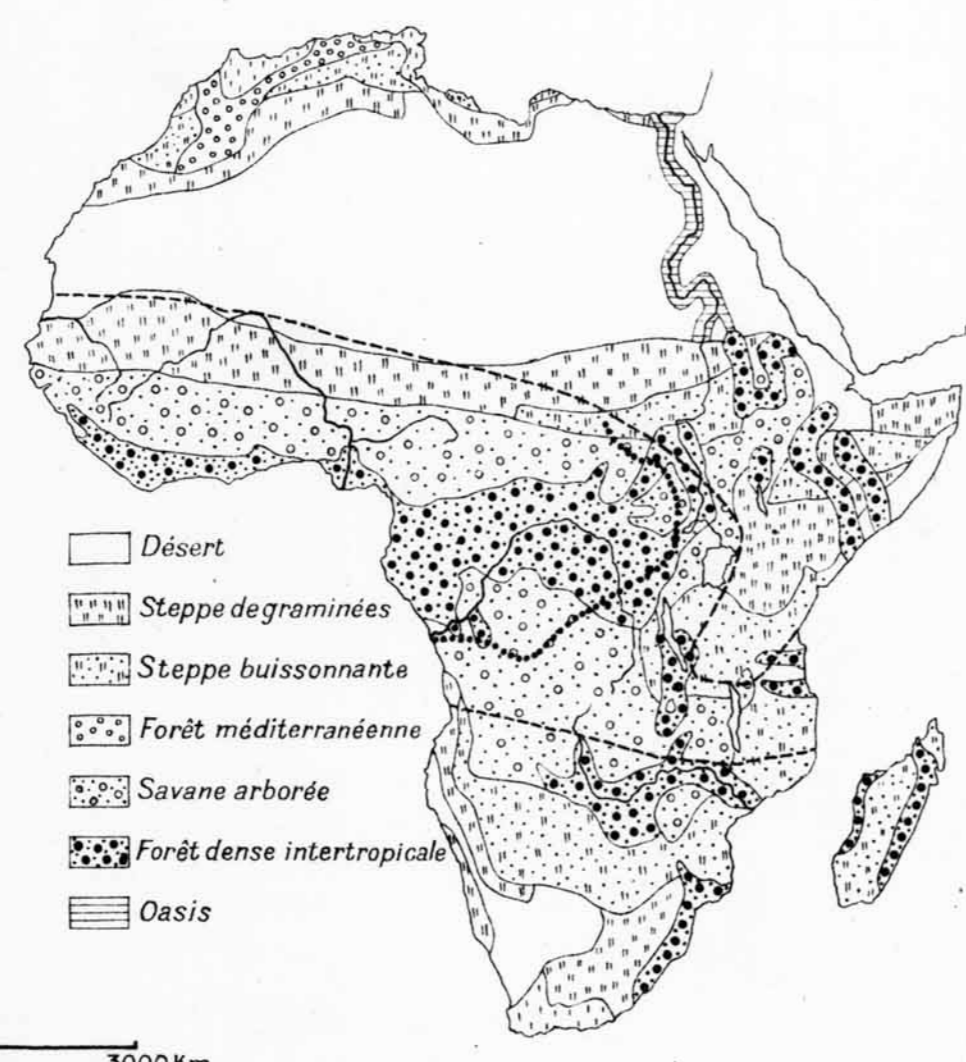 Désert
Steppe de graminées
Steppe buissonnante
Forêt méditerranéenne
Savane arborée
Forêt dense intertropicale
Oasis
3000 Km